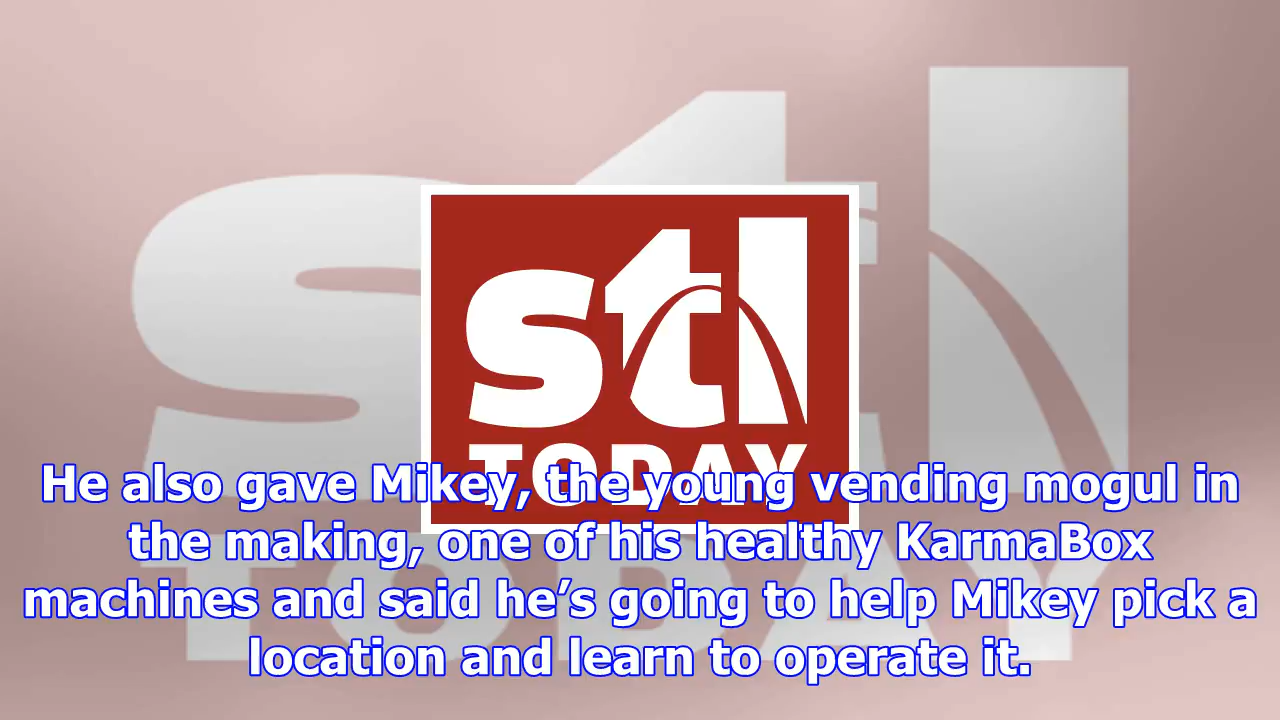 stl
TODAY
He also gave Mikey, the young vending mogul in
the making, one of his healthy KarmaBox
machines and said he’s going to help Mikey pick a
location and learn to operate it.